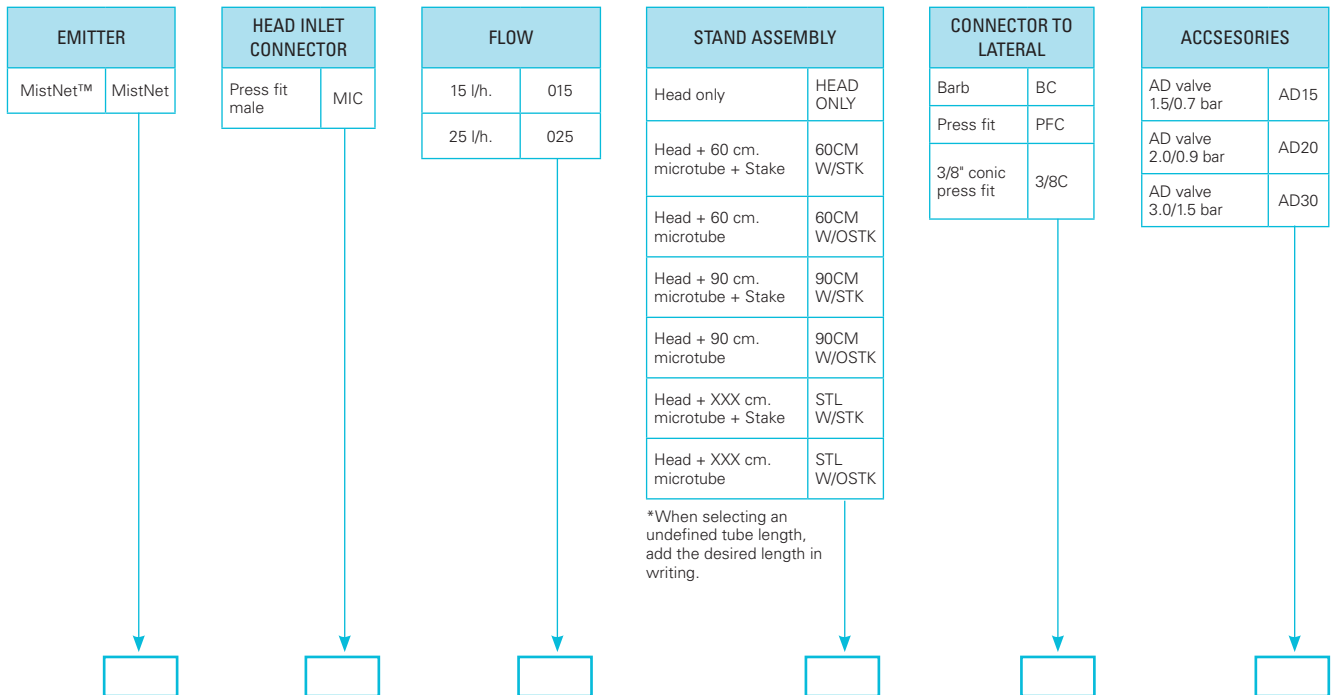 EMITTER
MistNet™ MistNet
HEAD INLET
CONNECTOR
Press fit
male
MIC
FLOW
15 l/h. 015
25 l/h. 025
STAND ASSEMBLY
Head only
HEAD
ONLY
Head + 60 cm.
microtube + Stake
60CM
W/STK
Head + 60 cm.
microtube
60CM
W/OSTK
Head + 90 cm.
microtube + Stake
90CM
W/STK
Head + 90 cm.
microtube
90CM
W/OSTK
Head + XXX cm.
microtube + Stake
STL
W/STK
Head + XXX cm.
microtube
STL
W/OSTK
*When selecting an
undefined tube length,
add the desired length in
writing.
CONNECTOR TO
LATERAL
Barb BC
Press fit PFC
3/8" conic
press fit
3/8C
ACCSESORIES
AD valve
1.5/0.7 bar
AD15
AD valve
2.0/0.9 bar
AD20
AD valve
3.0/1.5 bar
AD30